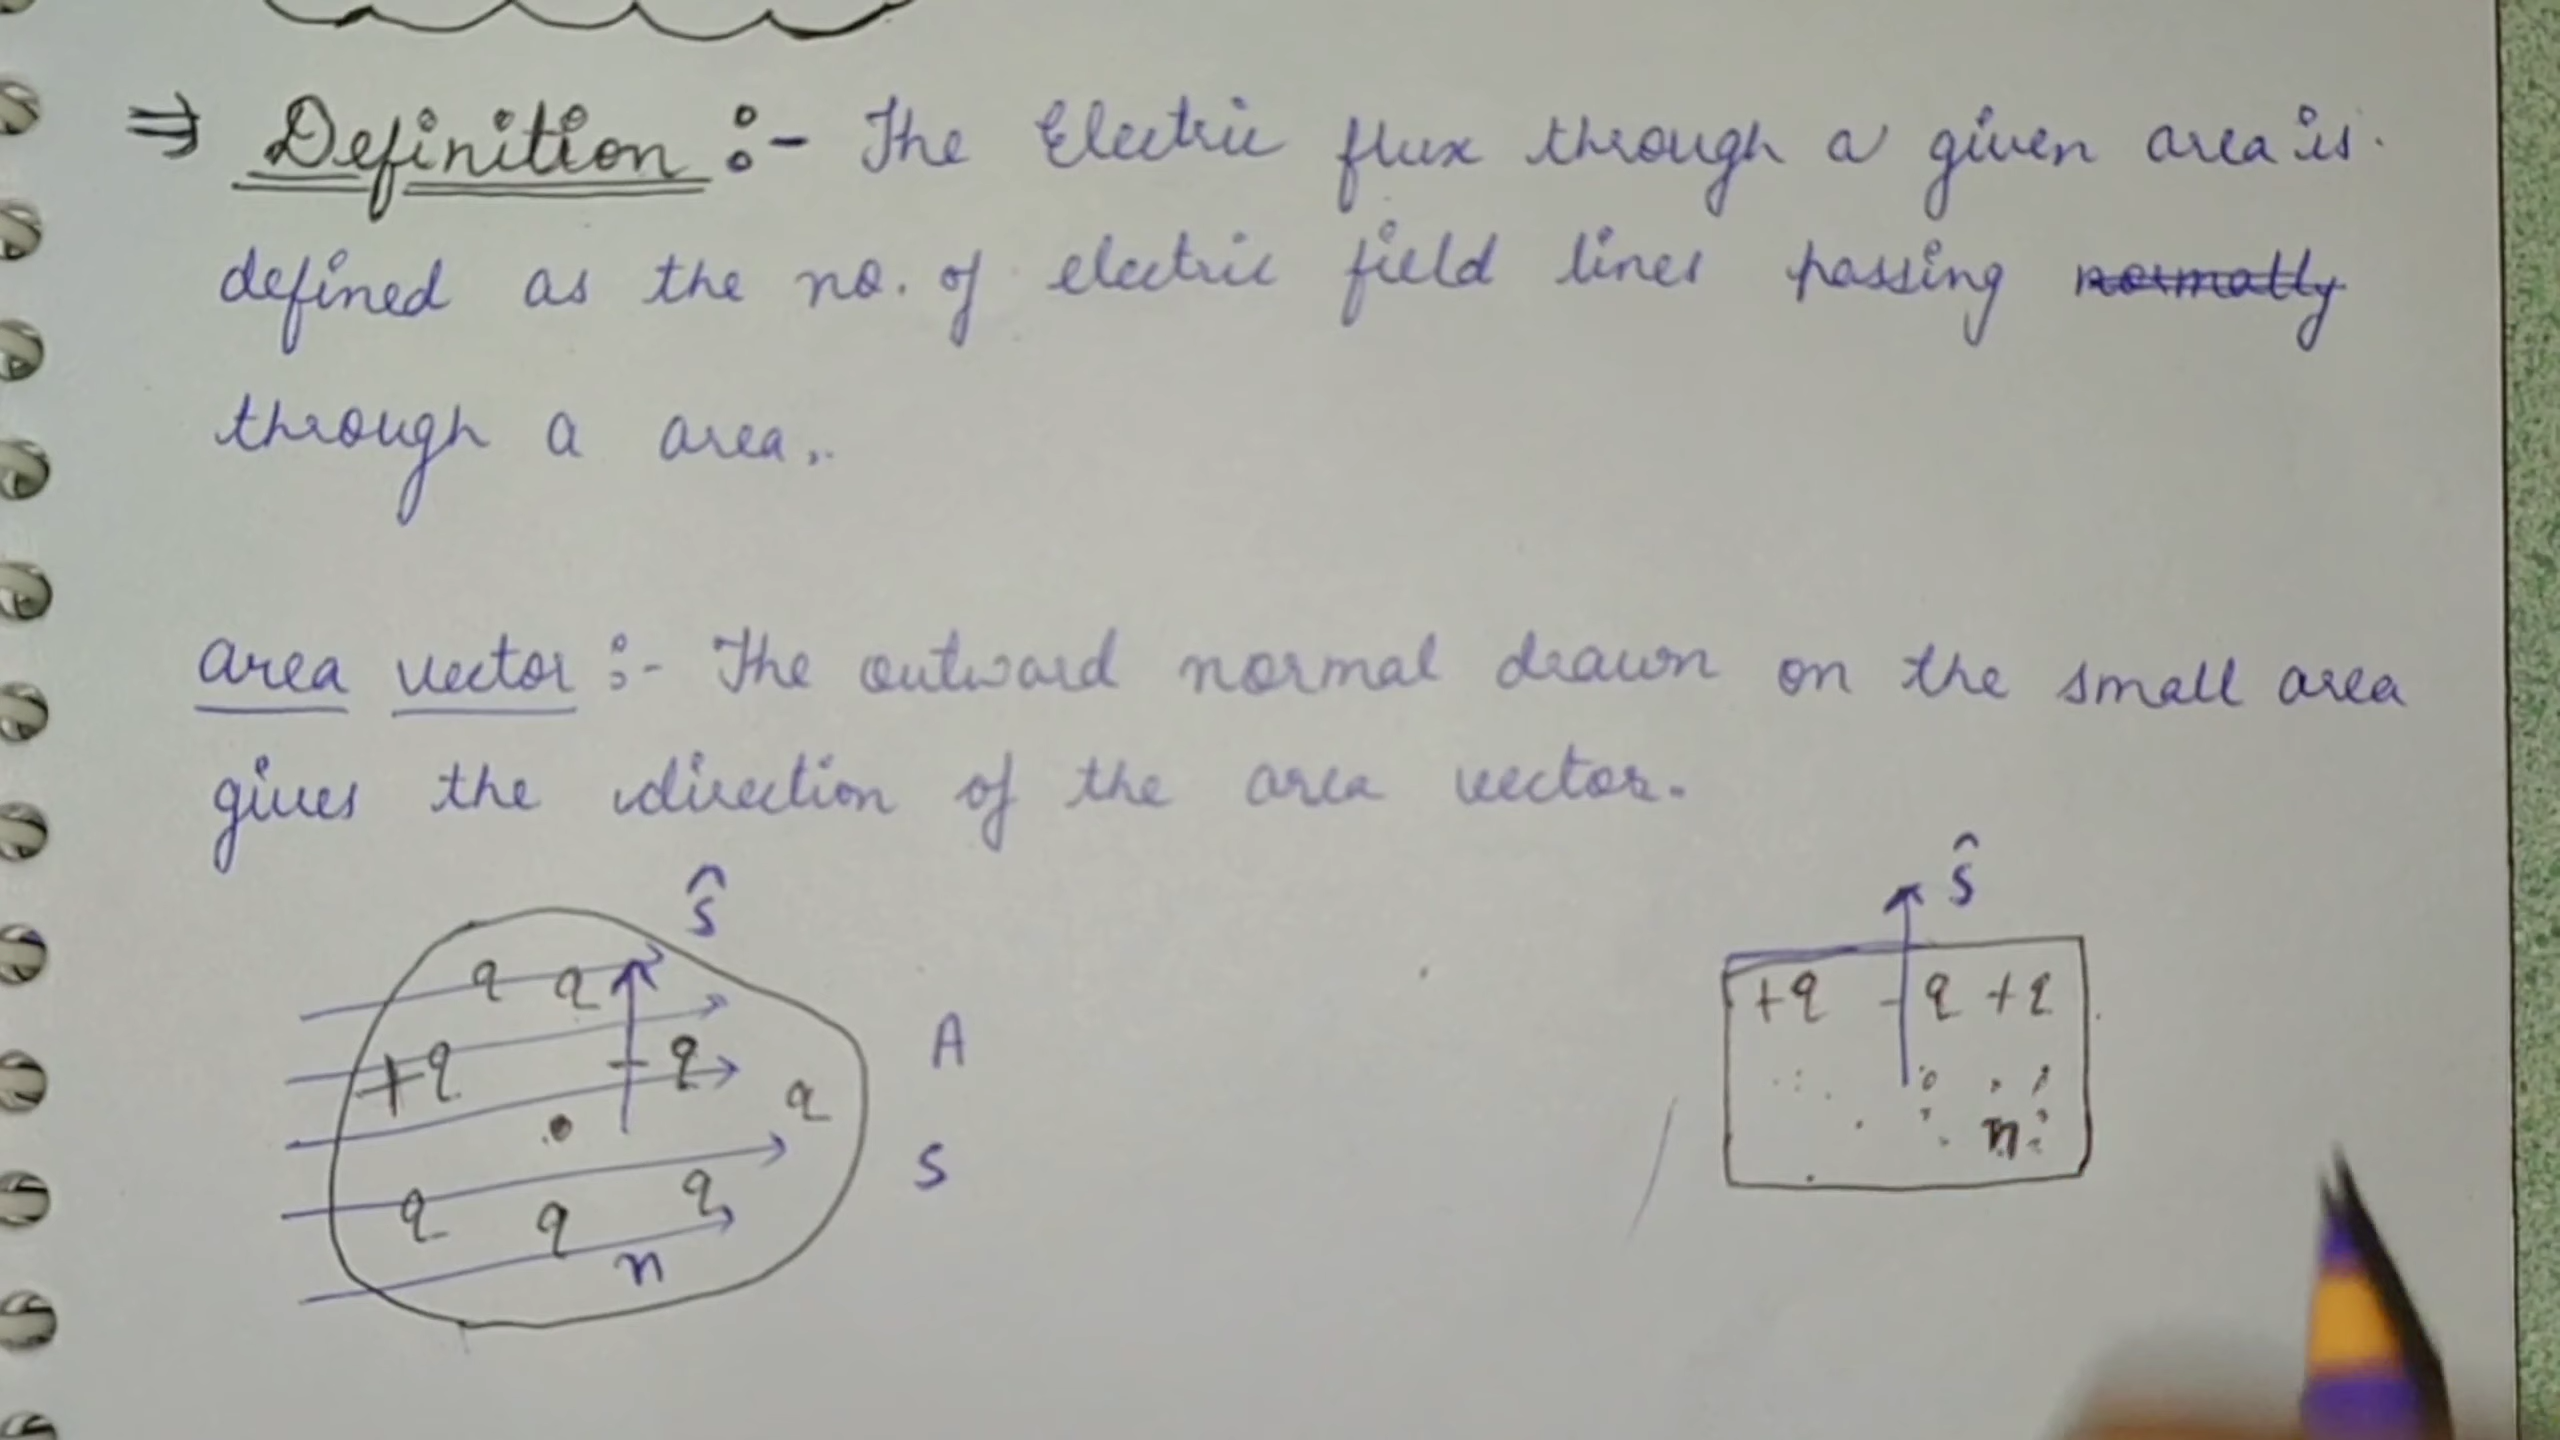 ⇒ Definition :- The Electric flux through a given area is
defined as the no. of electric field lines passing normally
through a area.
area vector :- The outward normal drawn on the small area
gives the direction of the area vector.
ŝ
q q
+q -q
q
q q q
n
A
S
ŝ
+q -q +q
n